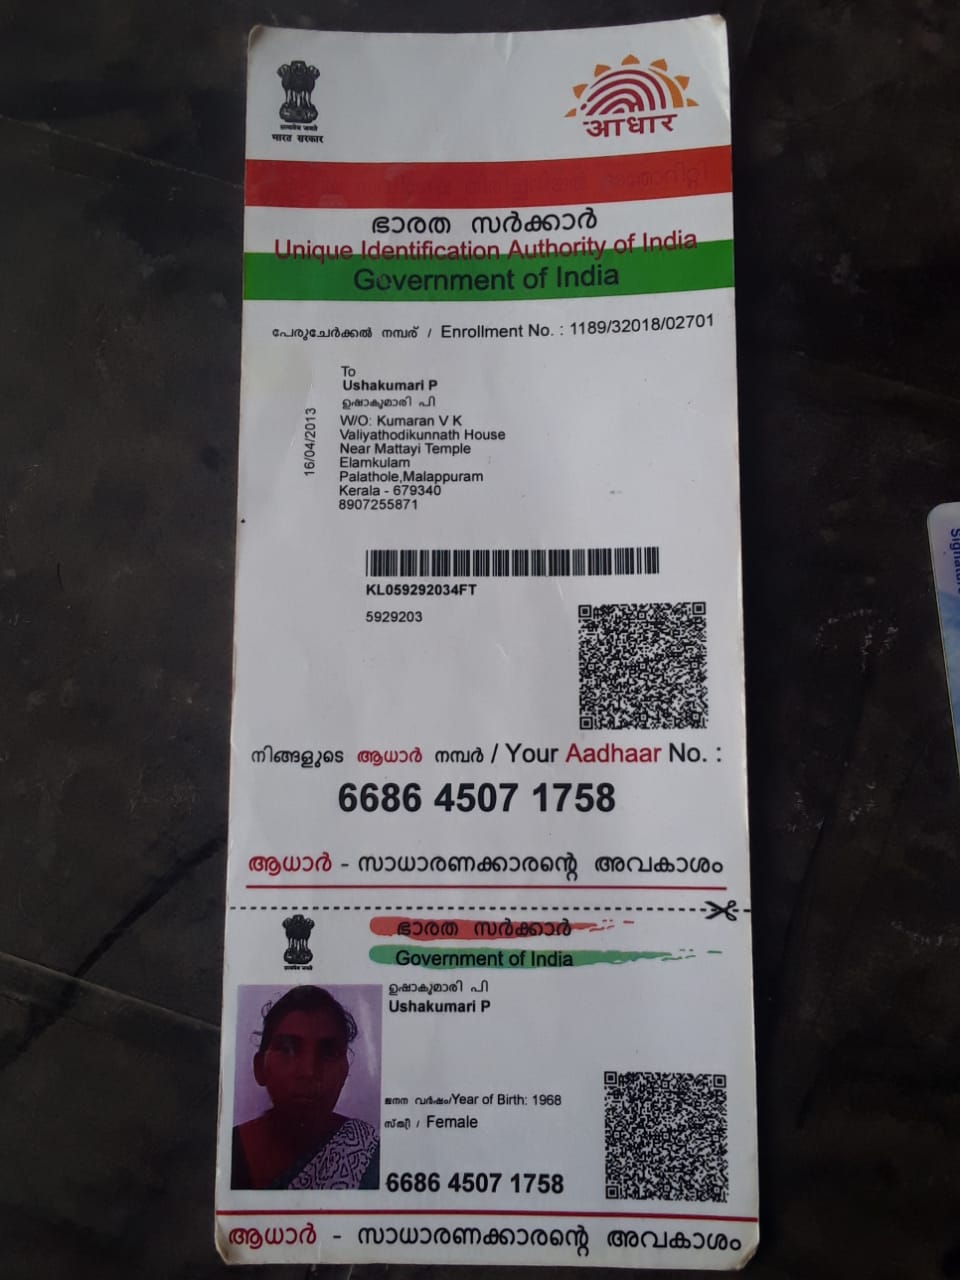 सत्यमेव जयते
भारत सरकार
आधार
ഭാരത സർക്കാർ
Unique Identification Authority of India
Government of India
പേരുചേർക്കൽ നമ്പര് / Enrollment No. : 1189/32018/02701
16/04/2013
To
Ushakumari P
ഉഷാകുമാരി പി
W/O: Kumaran V K
Valiyathodikunnath House
Near Mattayi Temple
Elamkulam
Palathole,Malappuram
Kerala - 679340
8907255871
KL059292034FT
5929203
നിങ്ങളുടെ ആധാർ നമ്പർ / Your Aadhaar No. :
6686 4507 1758
ആധാർ - സാധാരണക്കാരന്റെ അവകാശം
ഭാരത സർക്കാർ
Government of India
सत्यमेव जयते
ഉഷാകുമാരി പി
Ushakumari P
ജനന വർഷം/Year of Birth: 1968
സ്ത്രീ / Female
6686 4507 1758
ആധാർ - സാധാരണക്കാരന്റെ അവകാശം